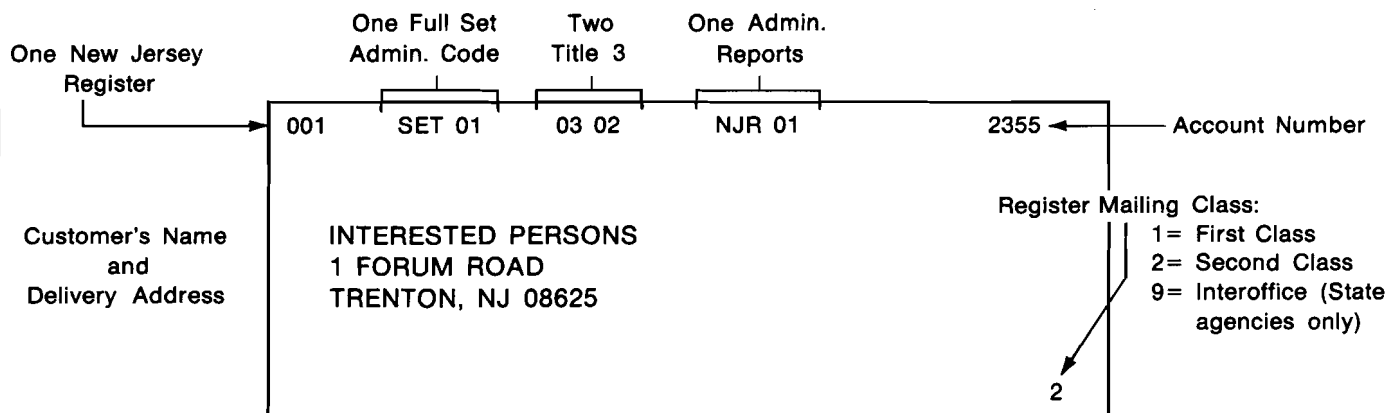 One Full Set
Admin. Code
Two
Title 3
One Admin.
Reports
One New Jersey
Register
001 SET 01 03 02 NJR 01 2355
Account Number
Register Mailing Class:
1= First Class
2= Second Class
9= Interoffice (State
agencies only)
Customer's Name
and
Delivery Address
INTERESTED PERSONS
1 FORUM ROAD
TRENTON, NJ 08625
2